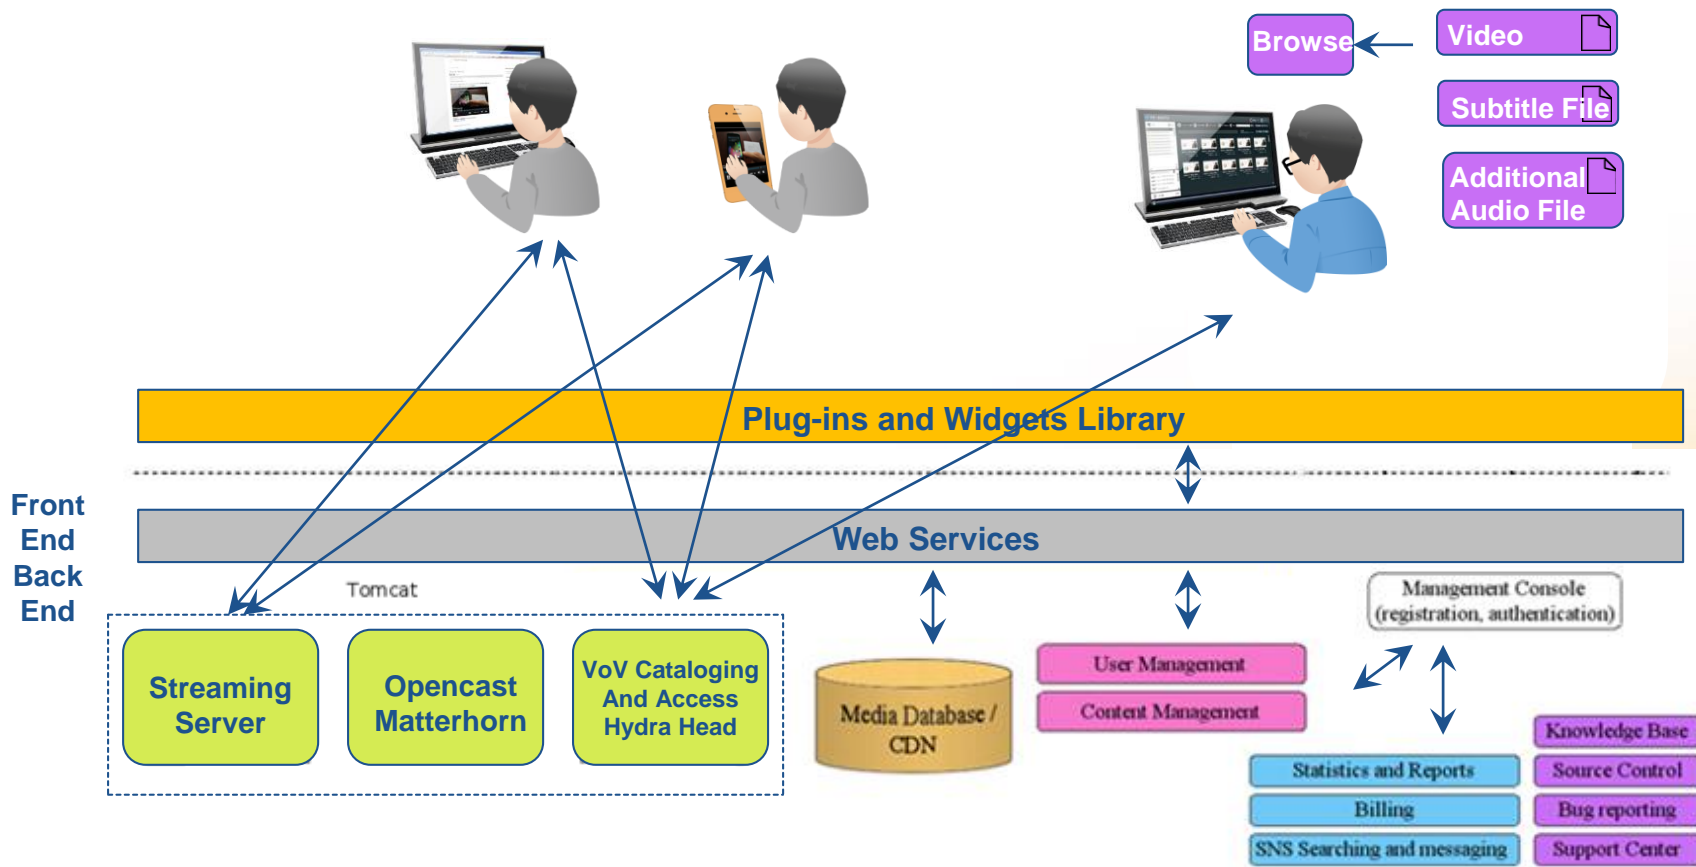 Browse
Video
Subtitle File
Additional
Audio File
Plug-ins and Widgets Library
Front
End
Back
End
Web Services
Tomcat
Management Console
(registration, authentication)
Streaming
Server
Opencast
Matterhorn
VoV Cataloging
And Access
Hydra Head
Media Database /
CDN
User Management
Content Management
Statistics and Reports
Billing
SNS Searching and messaging
Knowledge Base
Source Control
Bug reporting
Support Center